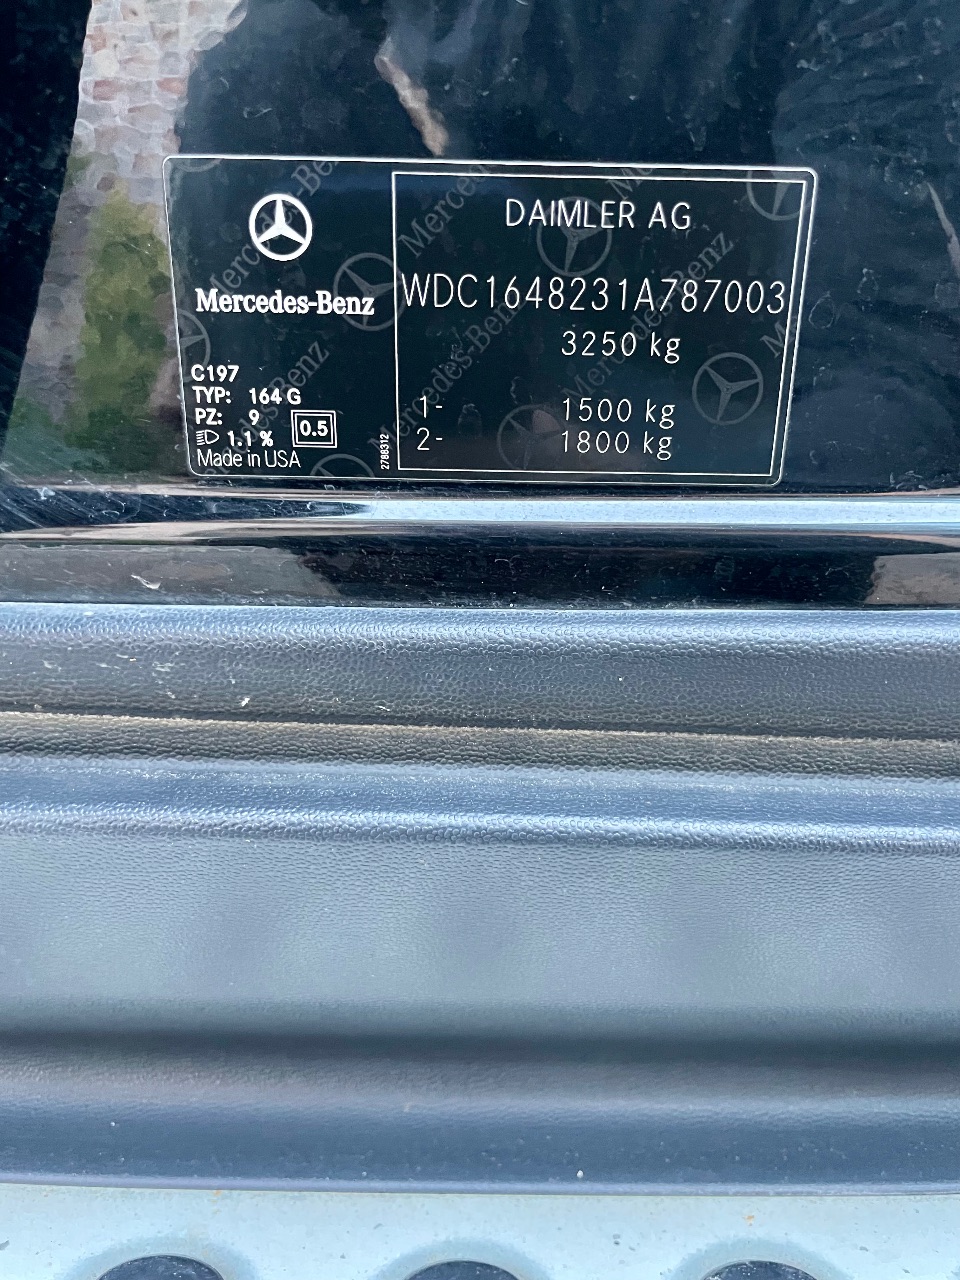 Mercedes-Benz
C197
TYP: 164 G
PZ: 9
1.1 %
0.5
Made in USA
2788312
DAIMLER AG
WDC1648231A787003
3250 kg
1- 1500 kg
2- 1800 kg